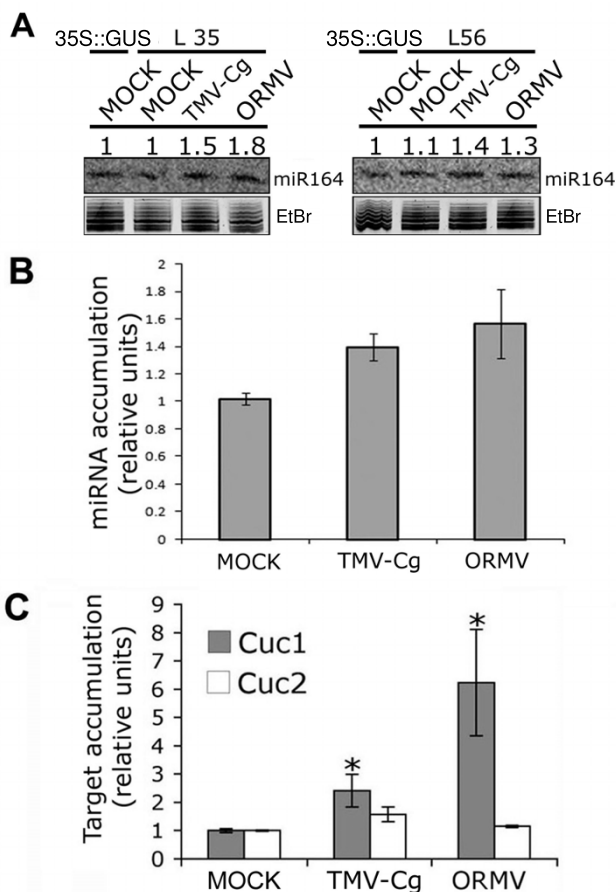 A
35S::GUS L 35 35S::GUS L56
MOCK MOCK TMV-Cg ORMV MOCK MOCK TMV-Cg ORMV
1 1 1.5 1.8 1 1.1 1.4 1.3
miR164 miR164
EtBr EtBr
B
miRNA accumulation
(relative units)
2
1.8
1.6
1.4
1.2
1
0.8
0.6
0.4
0.2
0
MOCK TMV-Cg ORMV
C
Target accumulation
(relative units)
9
8
7
6
5
4
3
2
1
0
Cuc1
Cuc2
* *
MOCK TMV-Cg ORMV